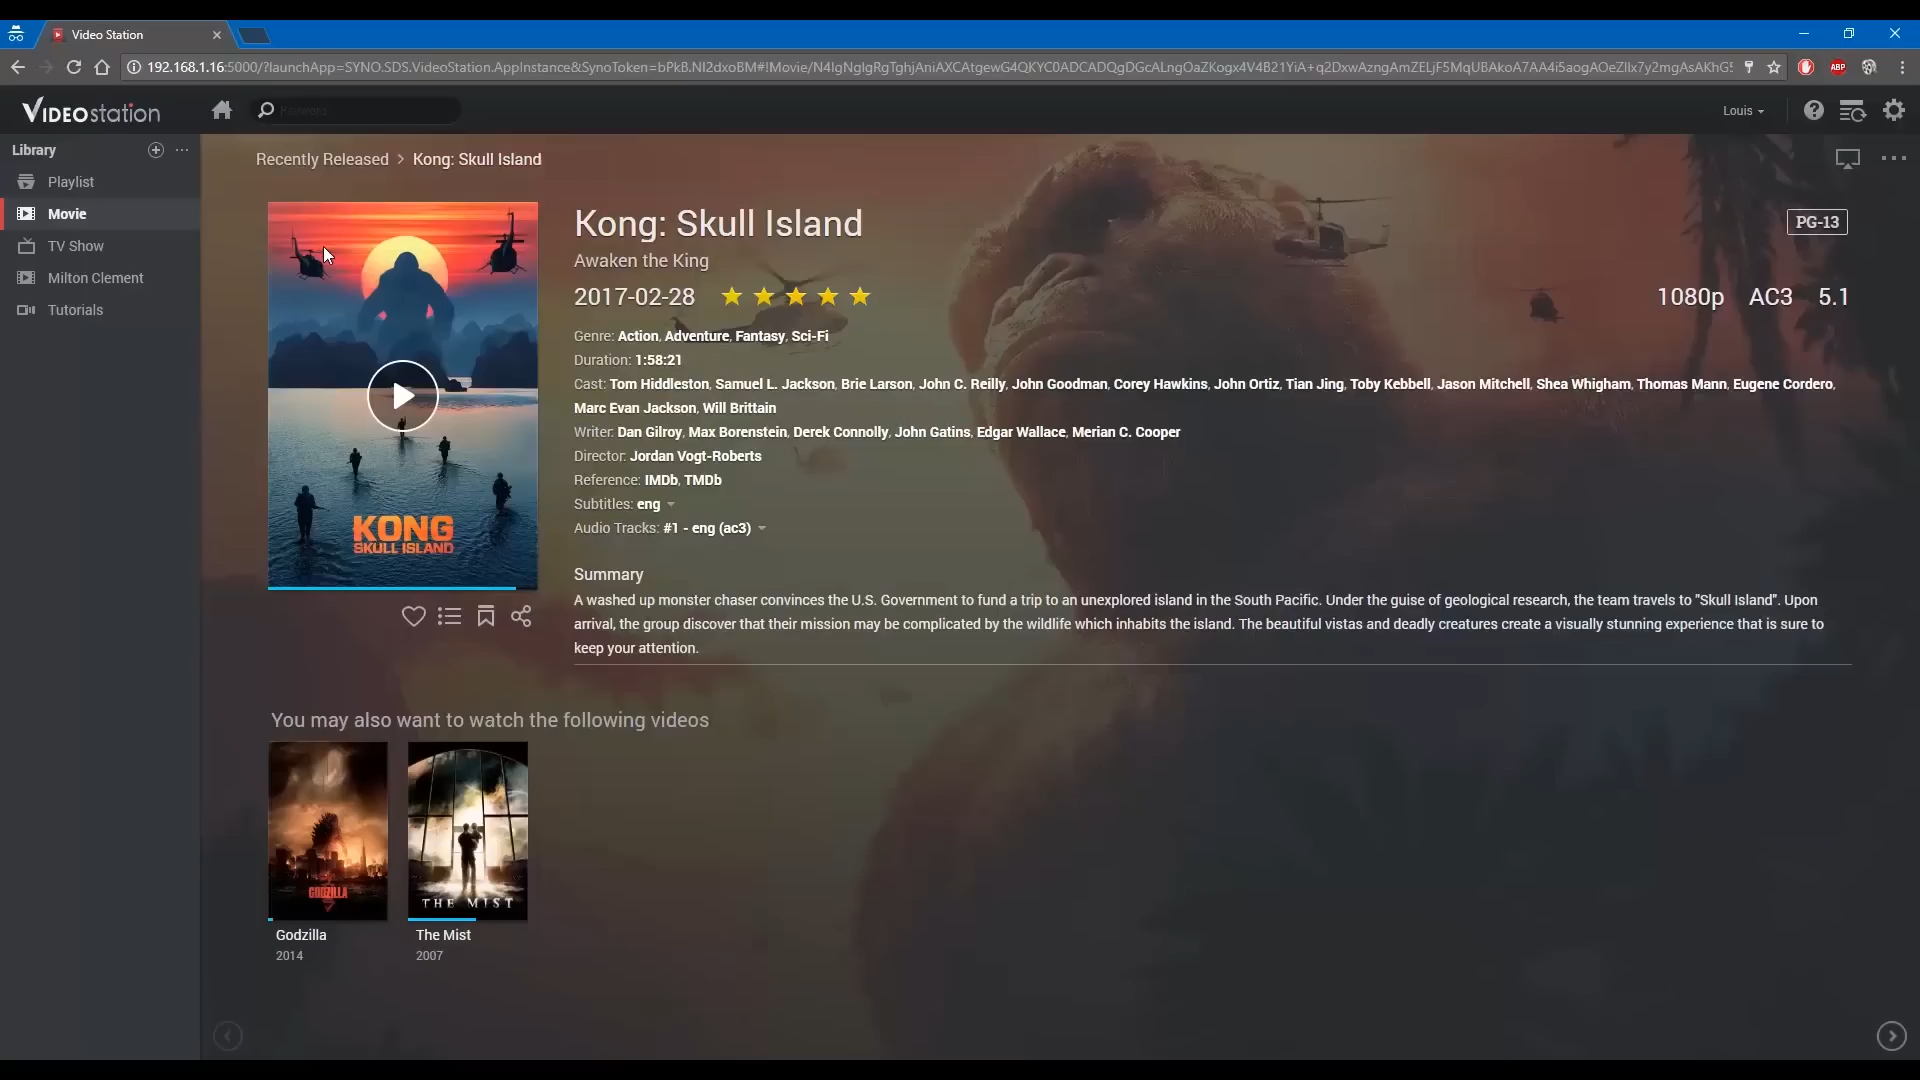 Video Station
192.168.1.16:5000/?launchApp=SYNO.SDS.VideoStation.AppInstance&SynoToken=bPkB.NI2dxoBM#!Movie/
VIDEOstation
Keyword
Louis
Library
Playlist
Movie
TV Show
Milton Clement
Tutorials
Recently Released > Kong: Skull Island
Kong: Skull Island
PG-13
Awaken the King
2017-02-28
1080p AC3 5.1
Genre: Action, Adventure, Fantasy, Sci-Fi
Duration: 1:58:21
Cast: Tom Hiddleston, Samuel L. Jackson, Brie Larson, John C. Reilly, John Goodman, Corey Hawkins, John Ortiz, Tian Jing, Toby Kebbell, Jason Mitchell, Shea Whigham, Thomas Mann, Eugene Cordero,
Marc Evan Jackson, Will Brittain
Writer: Dan Gilroy, Max Borenstein, Derek Connolly, John Gatins, Edgar Wallace, Merian C. Cooper
Director: Jordan Vogt-Roberts
Reference: IMDb, TMDb
Subtitles: eng
Audio Tracks: #1 - eng (ac3)
KONG
SKULL ISLAND
Summary
A washed up monster chaser convinces the U.S. Government to fund a trip to an unexplored island in the South Pacific. Under the guise of geological research, the team travels to "Skull Island". Upon
arrival, the group discover that their mission may be complicated by the wildlife which inhabits the island. The beautiful vistas and deadly creatures create a visually stunning experience that is sure to
keep your attention.
You may also want to watch the following videos
GODZILLA
THE MIST
Godzilla
The Mist
2014
2007
ABP